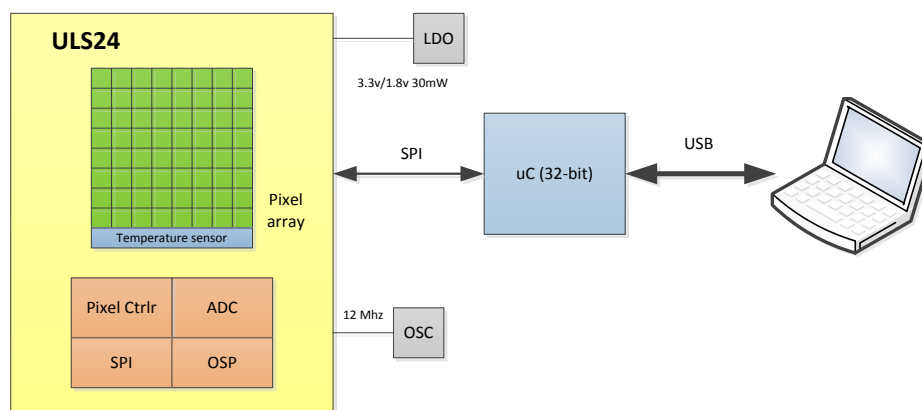 ULS24
LDO
3.3v/1.8v 30mW
SPI
uC (32-bit)
USB
Pixel
array
Temperature sensor
Pixel Ctrlr
ADC
12 Mhz
OSC
SPI
OSP